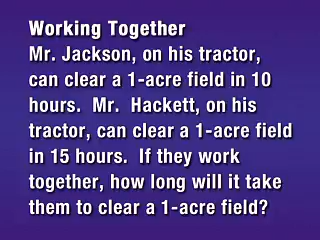 Working Together
Mr. Jackson, on his tractor,
can clear a 1-acre field in 10
hours.  Mr.  Hackett, on his
tractor, can clear a 1-acre field
in 15 hours.  If they work
together, how long will it take
them to clear a 1-acre field?